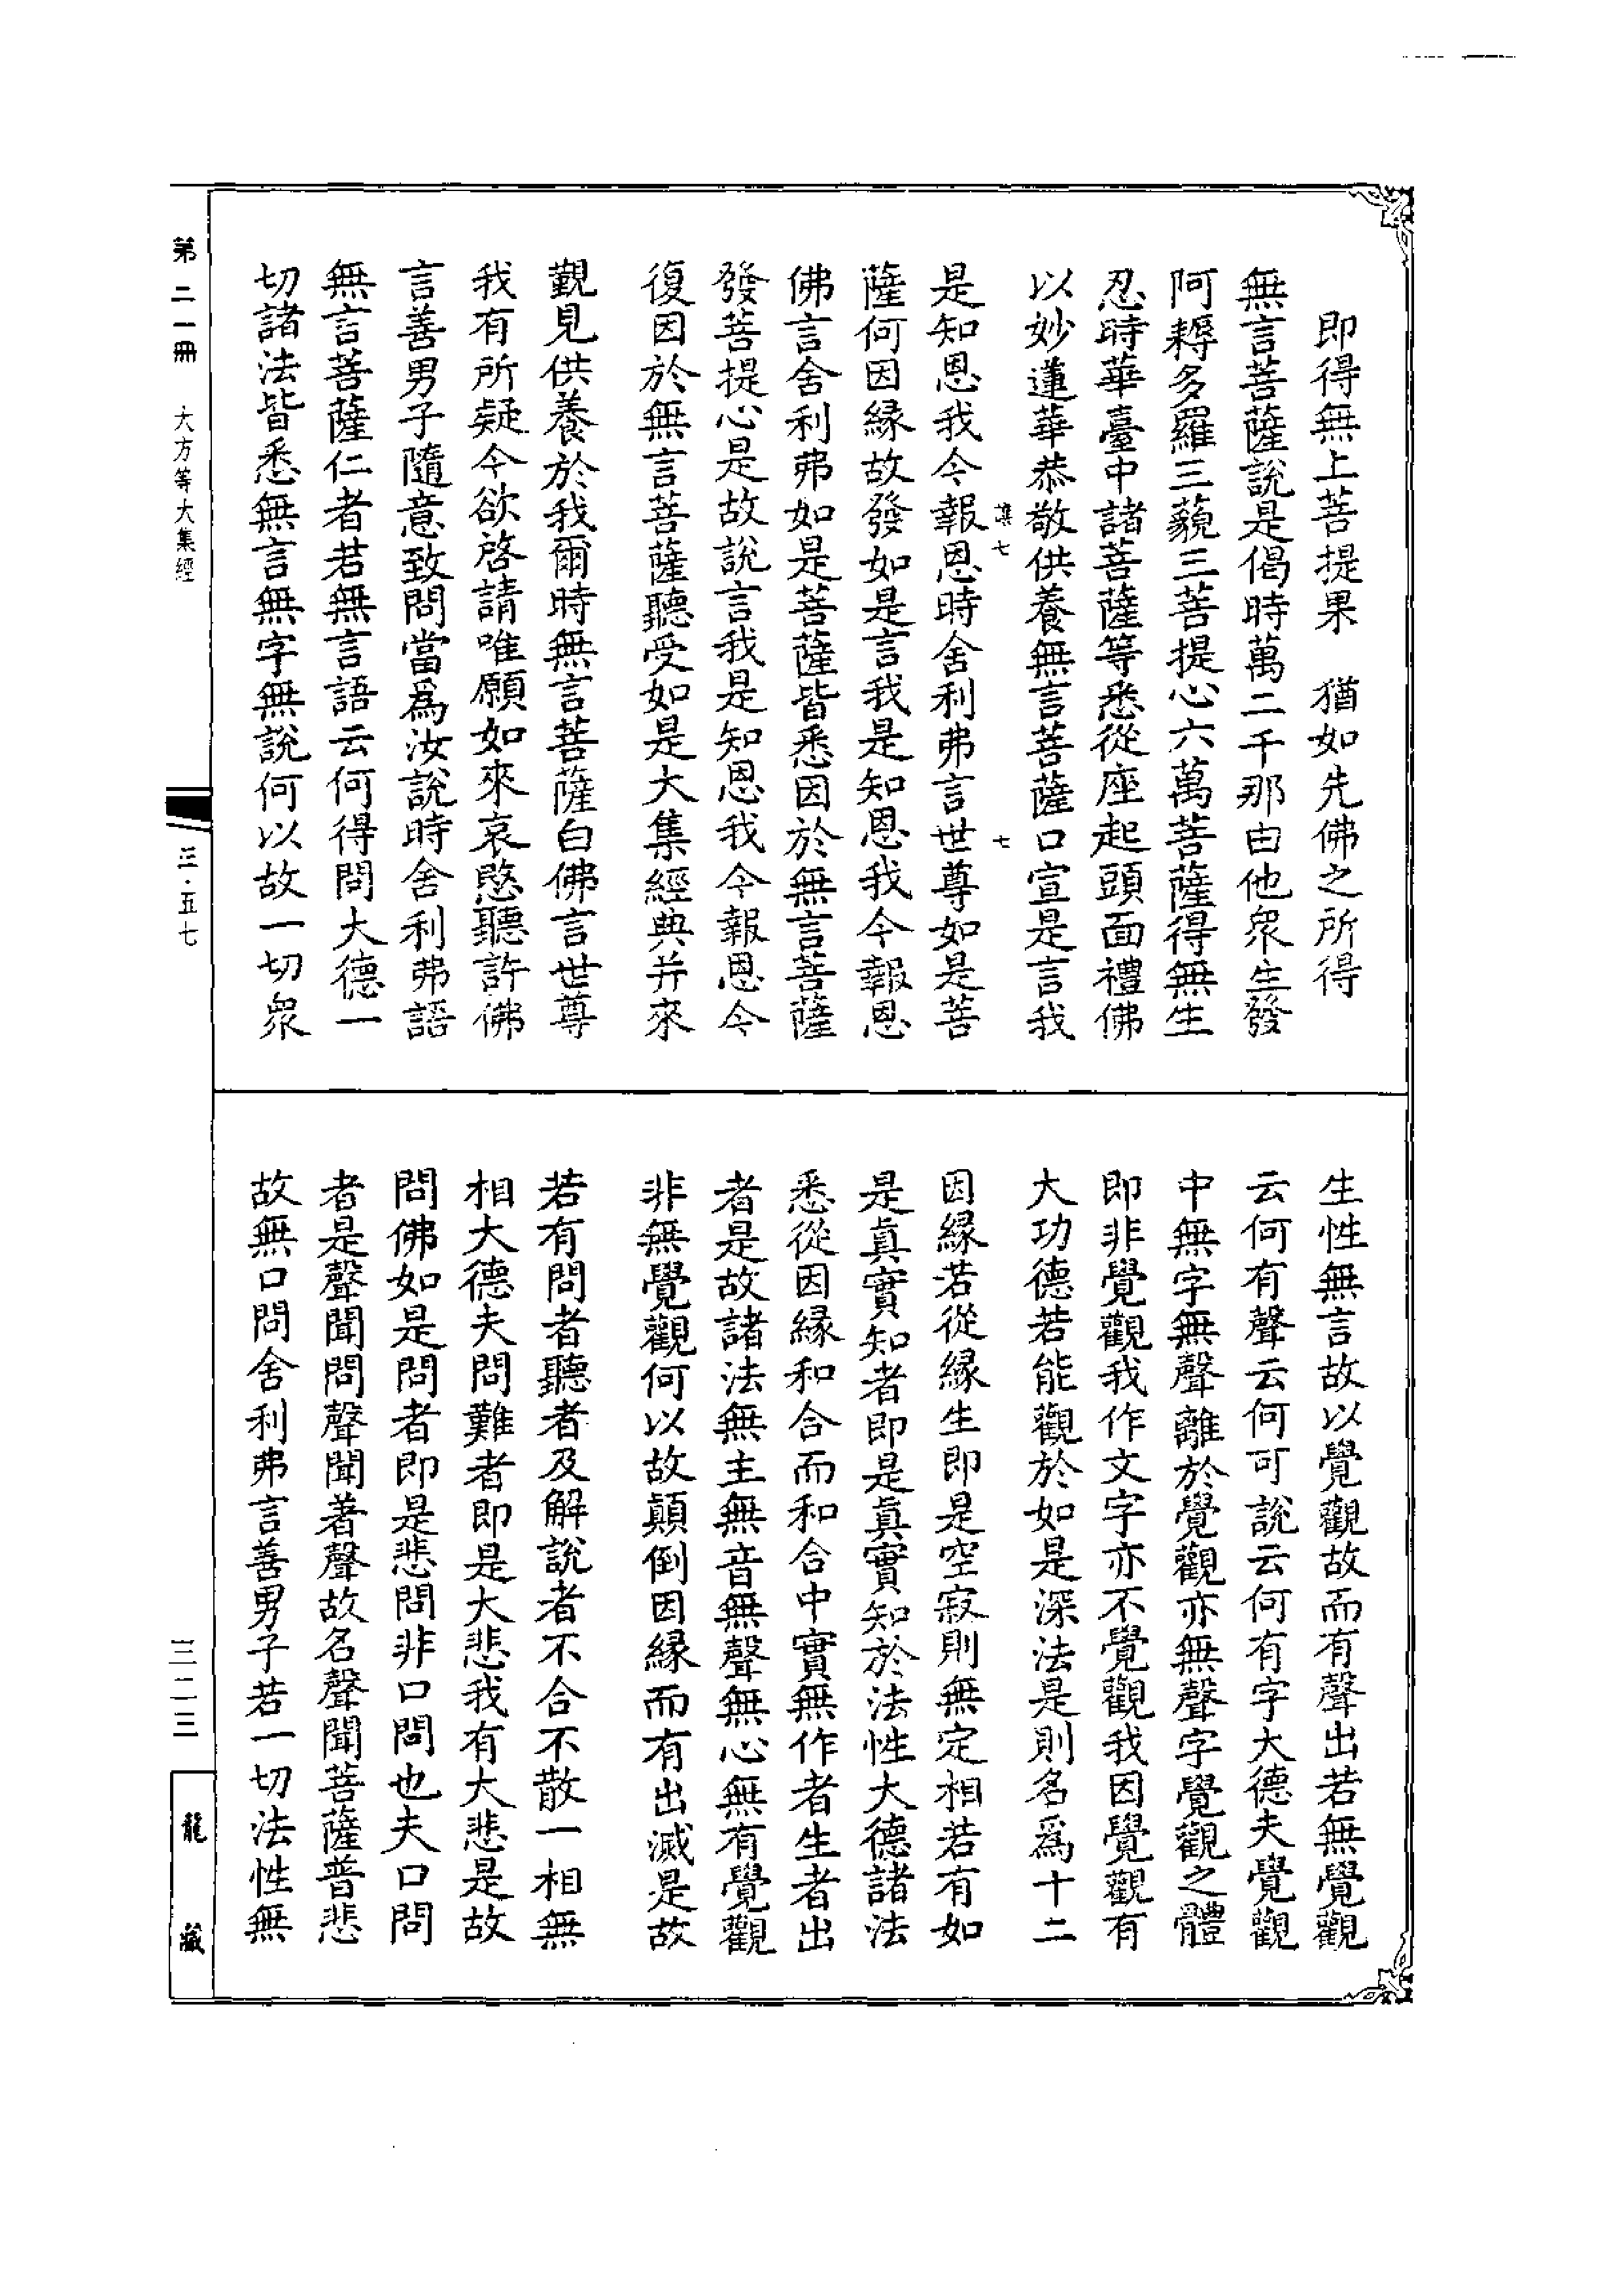 即得無上菩提果　猶如先佛之所得
無言菩薩說是偈時萬二千那由他衆生發
阿耨多羅三藐三菩提心六萬菩薩得無生
忍時華臺中諸菩薩等悉從座起頭面禮佛
以妙蓮華恭敬供養無言菩薩口宣是言我
集七　七
是知恩我今報恩時舍利弗言世尊如是菩
薩何因緣故發如是言我是知恩我今報恩
佛言舍利弗如是菩薩皆悉因於無言菩薩
發菩提心是故說言我是知恩我今報恩今
復因於無言菩薩聽受如是大集經典并來
覲見供養於我爾時無言菩薩白佛言世尊
我有所疑今欲啓請唯願如來哀愍聽許佛
言善男子隨意致問當爲汝說時舍利弗語
無言菩薩仁者若無言語云何得問大德一
切諸法皆悉無言無字無說何以故一切衆
生性無言故以覺觀故而有聲出若無覺觀
云何有聲云何可說云何有字大德夫覺觀
中無字無聲離於覺觀亦無聲字覺觀之體
即非覺觀我作文字亦不覺觀我因覺觀有
大功德若能觀於如是深法是則名爲十二
因緣若從緣生即是空寂則無定相若有如
是眞實知者即是眞實知於法性大德諸法
悉從因緣和合而和合中實無作者生者出
者是故諸法無主無音無聲無心無有覺觀
非無覺觀何以故顛倒因緣而有出滅是故
若有問者聽者及解說者不合不散一相無
相大德夫問難者即是大悲我有大悲是故
問佛如是問者即是悲問非口問也夫口問
者是聲聞問聲聞著聲故名聲聞菩薩普悲
故無口問舍利弗言善男子若一切法性無
第二一冊　大方等大集經
三·五七
三二三
龍藏